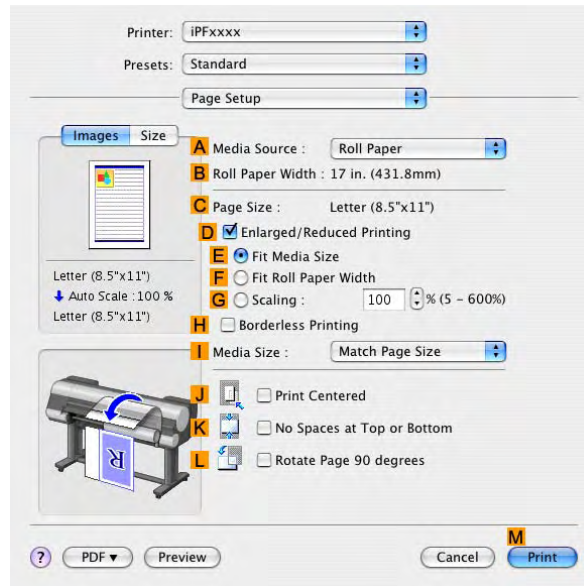 Printer: iPFxxxx
Presets: Standard
Page Setup
Images Size
A Media Source : Roll Paper
B Roll Paper Width : 17 in. (431.8mm)
C Page Size : Letter (8.5"x11")
D Enlarged/Reduced Printing
E Fit Media Size
F Fit Roll Paper Width
G Scaling : 100 % (5 - 600%)
Letter (8.5"x11")
Auto Scale :100 %
Letter (8.5"x11")
H Borderless Printing
I Media Size : Match Page Size
J Print Centered
K No Spaces at Top or Bottom
L Rotate Page 90 degrees
R
M
? PDF Preview Cancel Print